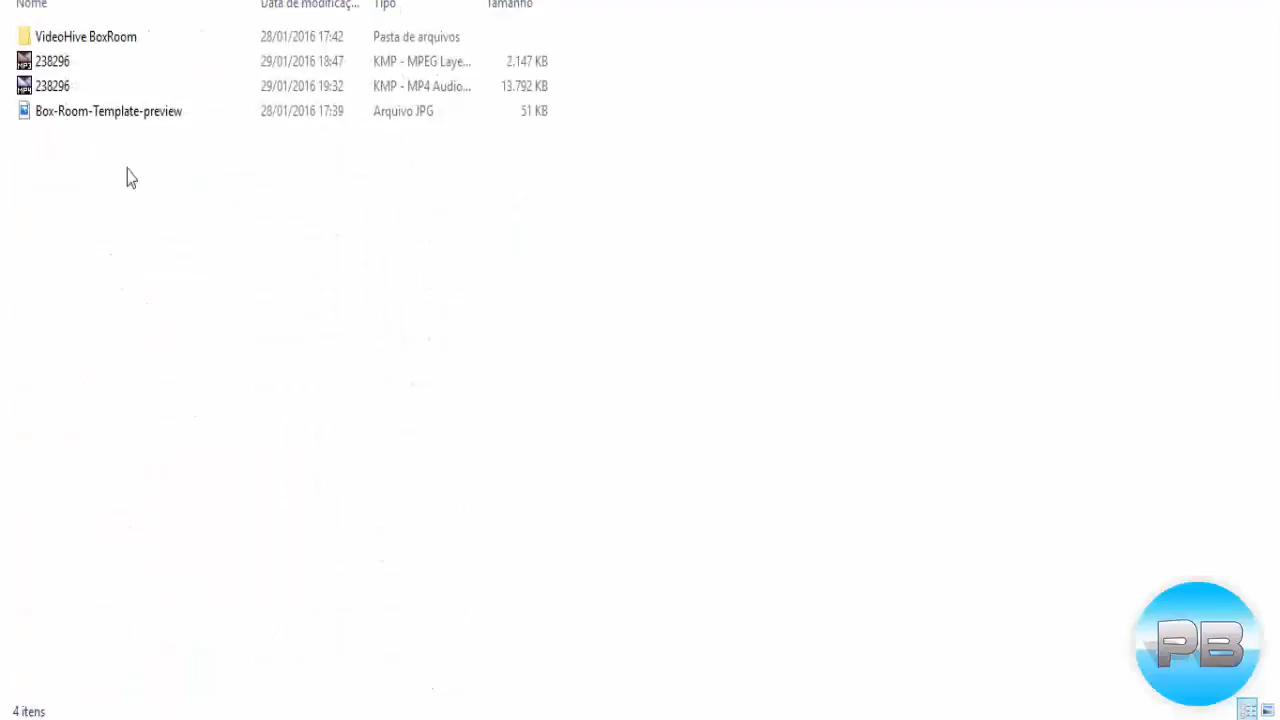 Nome Data de modificaç... Tipo Tamanho
VideoHive BoxRoom 28/01/2016 17:42 Pasta de arquivos
238296 29/01/2016 18:47 KMP - MPEG Laye... 2.147 KB
238296 29/01/2016 19:32 KMP - MP4 Audio... 13.792 KB
Box-Room-Template-preview 28/01/2016 17:39 Arquivo JPG 51 KB
PB
4 itens